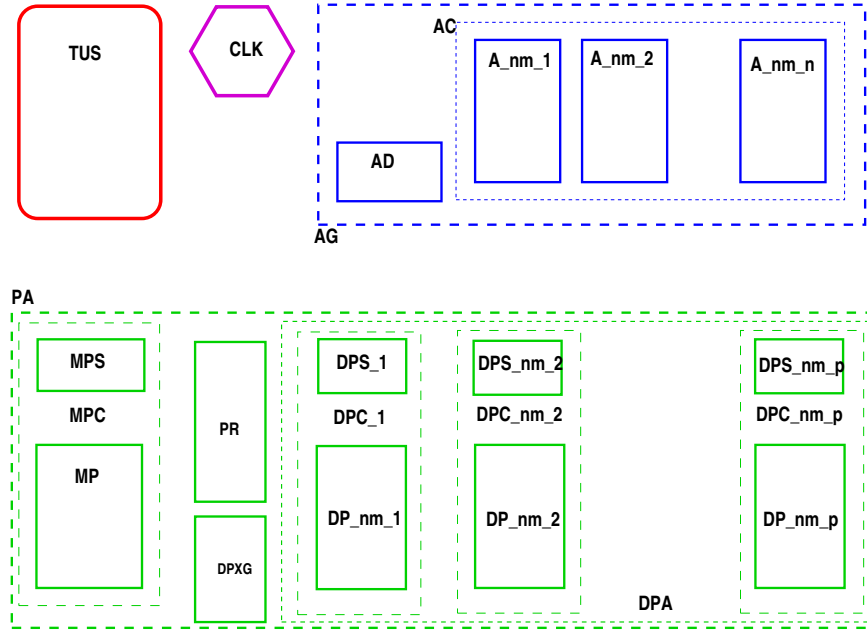 TUS
CLK
AC
A_nm_1
A_nm_2
A_nm_n
AD
AG
PA
MPS
DPS_1
DPS_nm_2
DPS_nm_p
MPC
PR
DPC_1
DPC_nm_2
DPC_nm_p
MP
DP_nm_1
DP_nm_2
DP_nm_p
DPXG
DPA